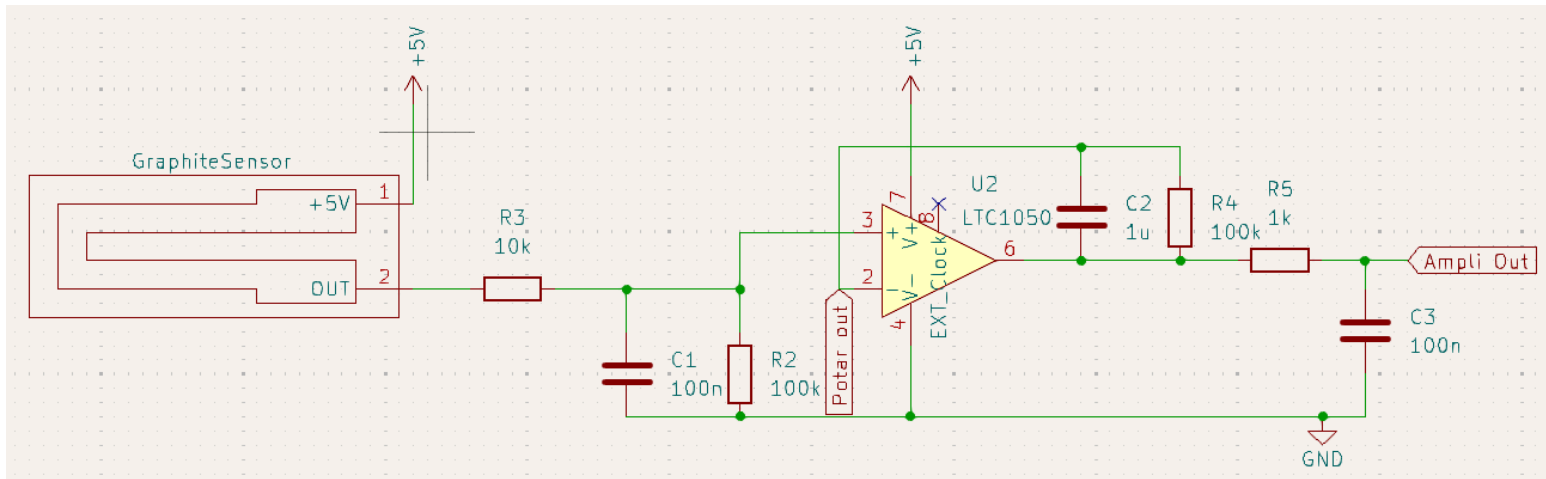 +5V
+5V
GraphiteSensor
+5V
1
OUT
2
R3
10k
C1
100n
R2
100k
Potar out
3
+
2
-
7
V+
8
EXT_Clock
V-
4
6
U2
LTC1050
C2
1u
R4
100k
R5
1k
Ampli Out
C3
100n
GND